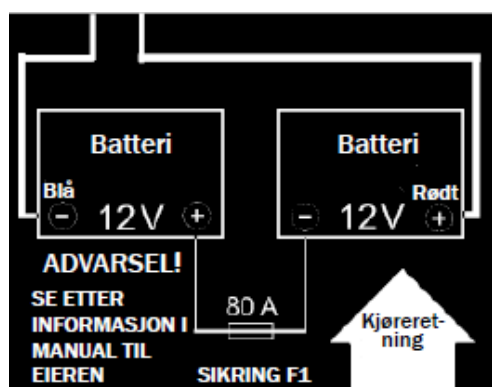 Batteri
Batteri
Blå
Rødt
− 12V +
− 12V +
ADVARSEL!
SE ETTER
INFORMASJON I
MANUAL TIL
EIEREN
80 A
SIKRING F1
Kjøreret-
ning